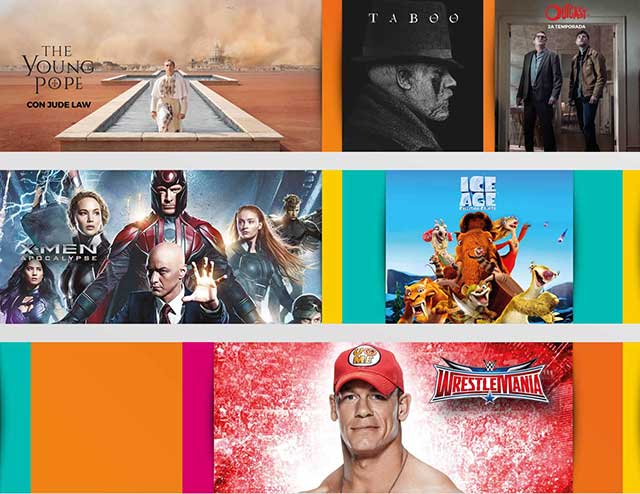 THE
YOUNG
POPE
CON JUDE LAW
TABOO
OUTCAST
2A TEMPORADA
X-MEN
APOCALYPSE
ICE
AGE
WRESTLEMANIA